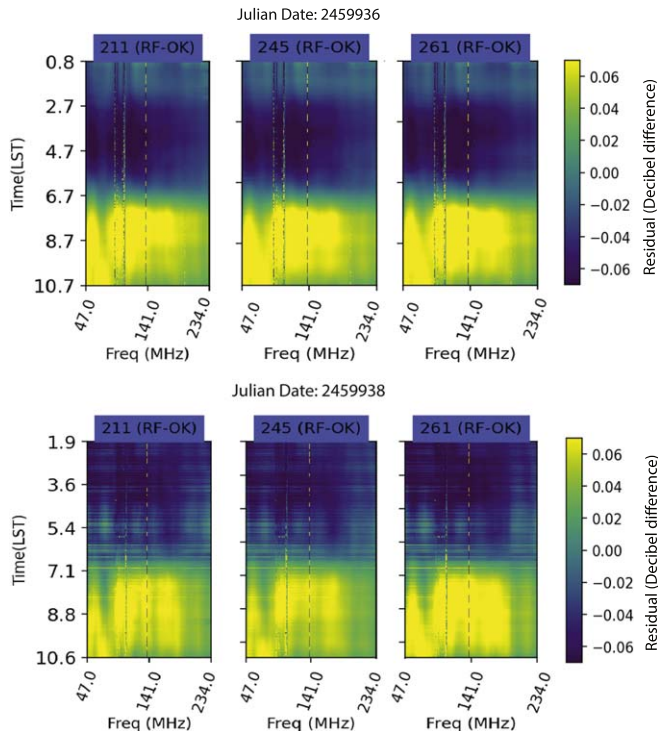 Julian Date: 2459936
211 (RF-OK) 245 (RF-OK) 261 (RF-OK)
0.8
2.7
4.7
6.7
8.7
10.7
Time(LST)
47.0 141.0 234.0 47.0 141.0 234.0 47.0 141.0 234.0
Freq (MHz) Freq (MHz) Freq (MHz)
0.06
0.04
0.02
0.00
−0.02
−0.04
−0.06
Residual (Decibel difference)
Julian Date: 2459938
211 (RF-OK) 245 (RF-OK) 261 (RF-OK)
1.9
3.6
5.4
7.1
8.8
10.6
Time(LST)
47.0 141.0 234.0 47.0 141.0 234.0 47.0 141.0 234.0
Freq (MHz) Freq (MHz) Freq (MHz)
0.06
0.04
0.02
0.00
−0.02
−0.04
−0.06
Residual (Decibel difference)